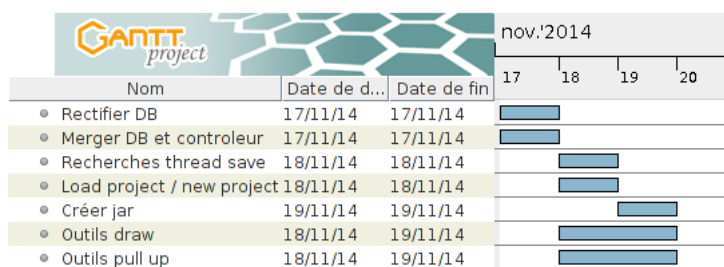 GANTT project
nov.'2014
17 18 19 20
Nom Date de d... Date de fin
Rectifier DB 17/11/14 17/11/14
Merger DB et controleur 17/11/14 17/11/14
Recherches thread save 18/11/14 18/11/14
Load project / new project 18/11/14 18/11/14
Créer jar 19/11/14 19/11/14
Outils draw 18/11/14 19/11/14
Outils pull up 18/11/14 19/11/14